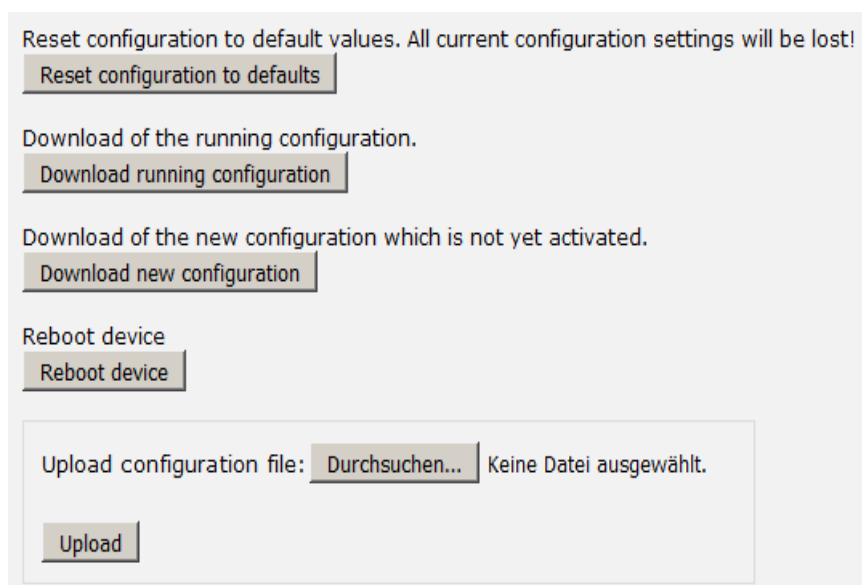 Reset configuration to default values. All current configuration settings will be lost!
Reset configuration to defaults
Download of the running configuration.
Download running configuration
Download of the new configuration which is not yet activated.
Download new configuration
Reboot device
Reboot device
Upload configuration file: Durchsuchen... Keine Datei ausgewählt.
Upload